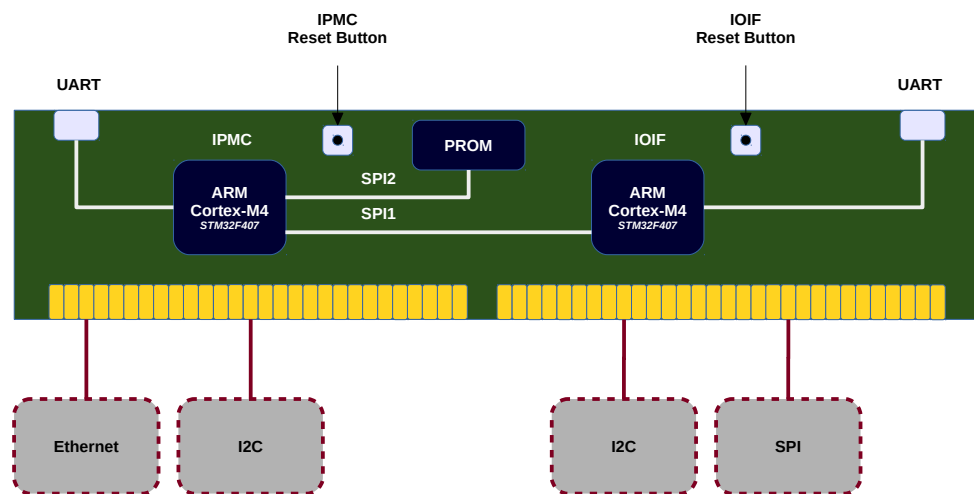 IPMC
Reset Button
IOIF
Reset Button
UART
UART
IPMC
PROM
IOIF
SPI2
ARM
Cortex-M4
STM32F407
SPI1
ARM
Cortex-M4
STM32F407
Ethernet
I2C
I2C
SPI